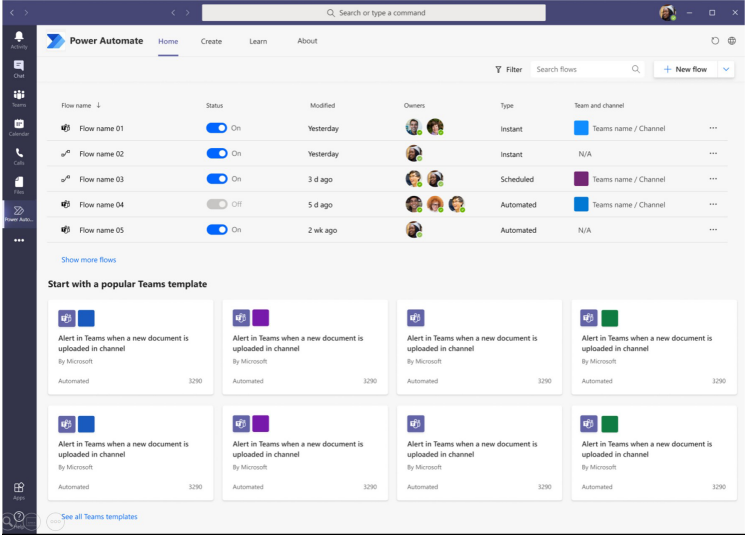 Search or type a command
Activity
Chat
Teams
Calendar
Calls
Files
Power Auto...
Apps
Help
Power Automate Home Create Learn About
Filter Search flows New flow
Flow name Status Modified Owners Type Team and channel
Flow name 01 On Yesterday Instant Teams name / Channel
Flow name 02 On Yesterday Instant N/A
Flow name 03 On 3 d ago Scheduled Teams name / Channel
Flow name 04 Off 5 d ago Automated Teams name / Channel
Flow name 05 On 2 wk ago Automated N/A
Show more flows
Start with a popular Teams template
Alert in Teams when a new document is
uploaded in channel
By Microsoft
Automated 3290
Alert in Teams when a new document is
uploaded in channel
By Microsoft
Automated 3290
Alert in Teams when a new document is
uploaded in channel
By Microsoft
Automated 3290
Alert in Teams when a new document is
uploaded in channel
By Microsoft
Automated 3290
Alert in Teams when a new document is
uploaded in channel
By Microsoft
Automated 3290
Alert in Teams when a new document is
uploaded in channel
By Microsoft
Automated 3290
Alert in Teams when a new document is
uploaded in channel
By Microsoft
Automated 3290
Alert in Teams when a new document is
uploaded in channel
By Microsoft
Automated 3290
See all Teams templates